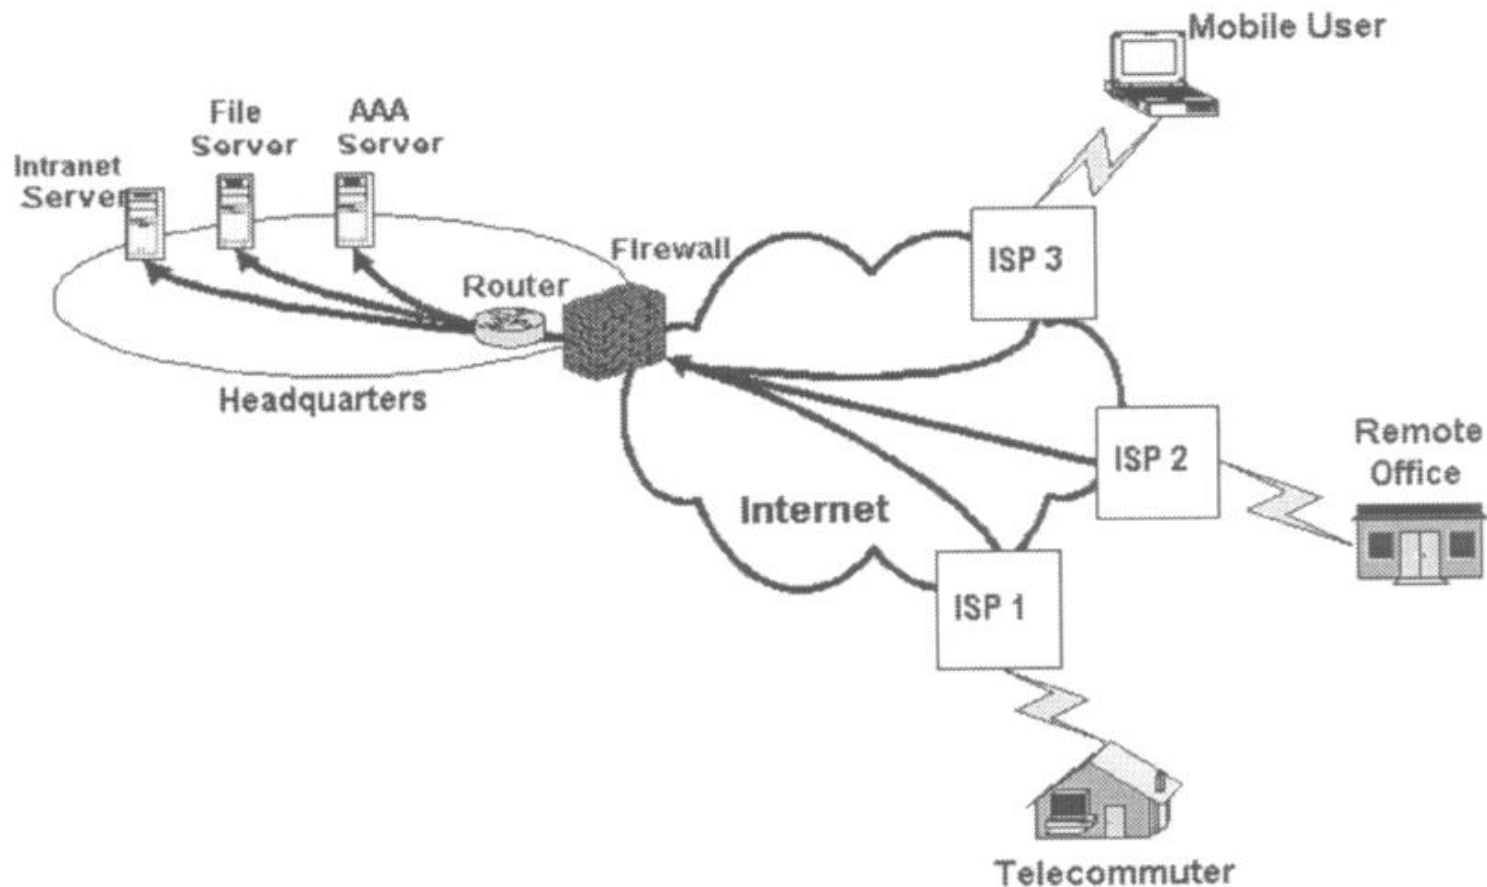 Mobile User
File
Server
AAA
Server
Intranet
Server
Firewall
Router
Headquarters
ISP 3
ISP 2
Remote
Office
Internet
ISP 1
Telecommuter